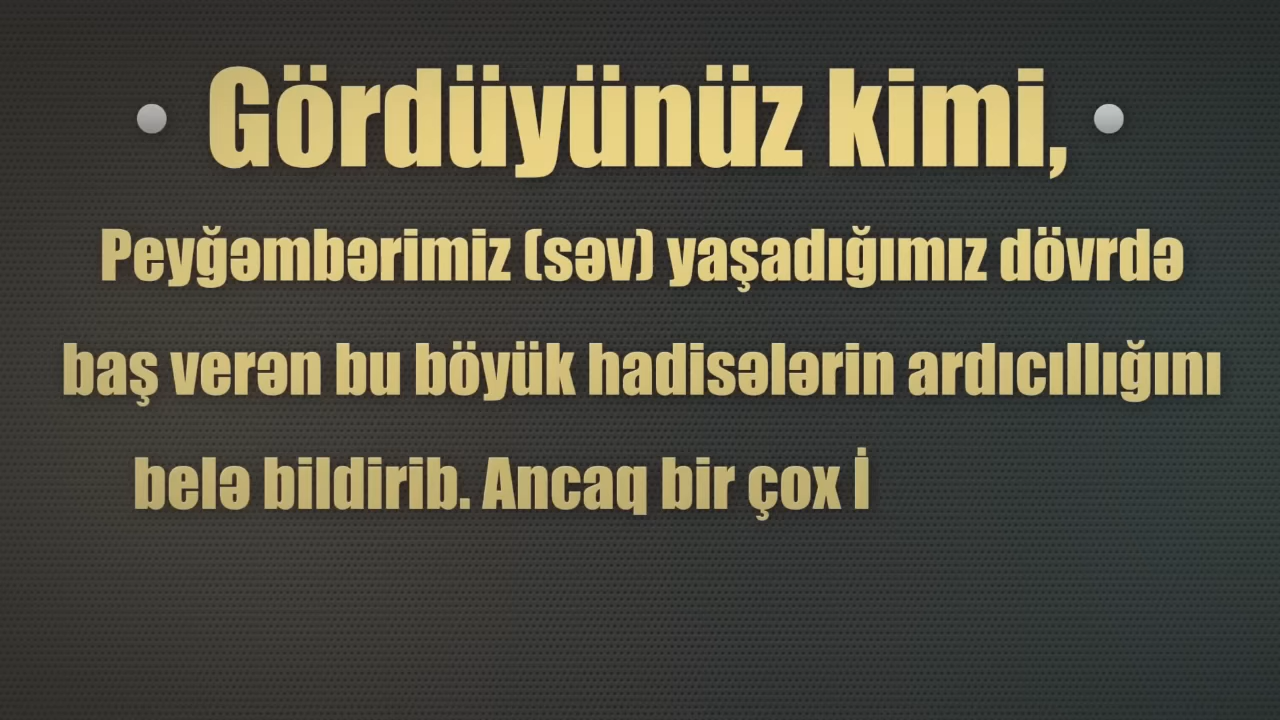 • Gördüyünüz kimi, •
Peyğəmbərimiz (səv) yaşadığımız dövrdə
baş verən bu böyük hadisələrin ardıcıllığını
belə bildirib. Ancaq bir çox İ